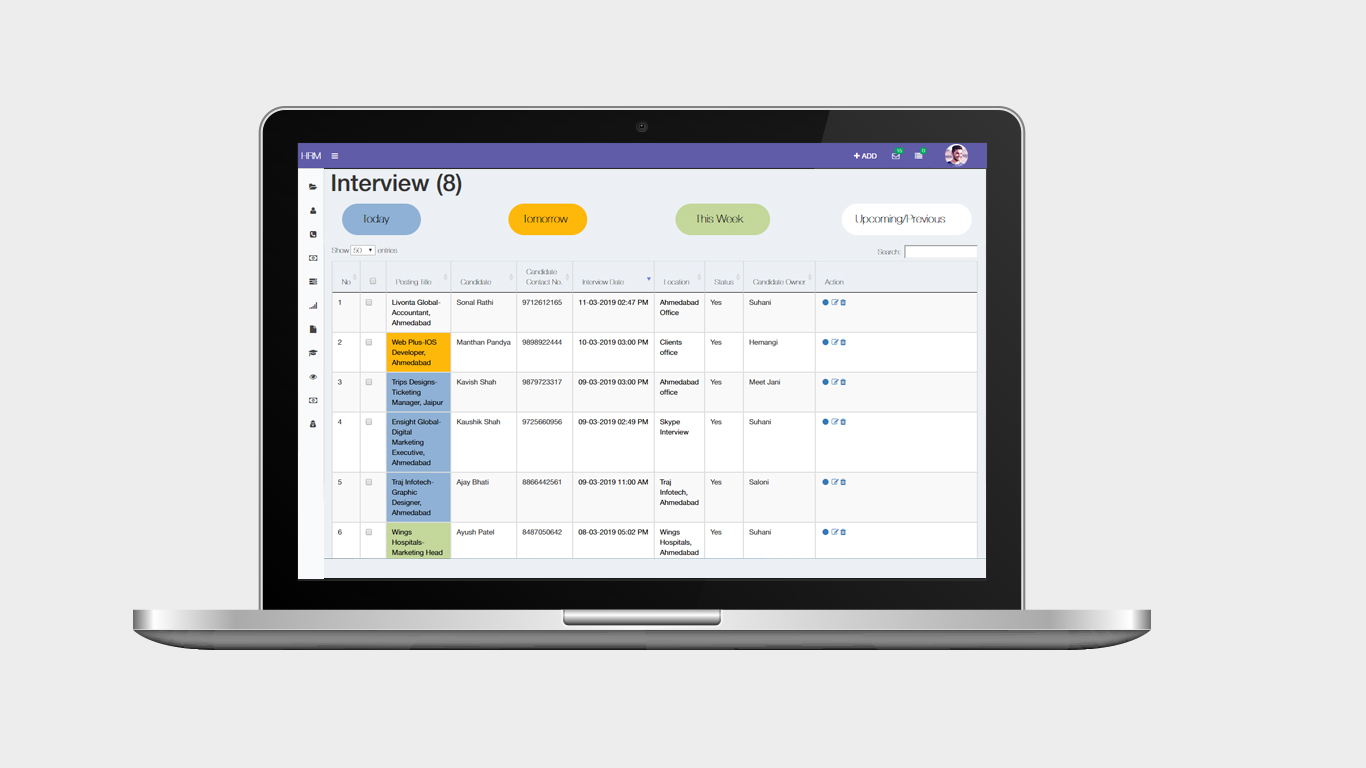 HRM
+ ADD
Interview (8)
Today Tomorrow This Week Upcoming/Previous
Show 50 entries Search:
No Posting Title Candidate Candidate Contact No. Interview Date Location Status Candidate Owner Action
1 Livonta Global-Accountant, Ahmedabad Sonal Rathi 9712612165 11-03-2019 02:47 PM Ahmedabad Office Yes Suhani
2 Web Plus-IOS Developer, Ahmedabad Manthan Pandya 9898922444 10-03-2019 03:00 PM Clients office Yes Hemangi
3 Trips Designs-Ticketing Manager, Jaipur Kavish Shah 9879723317 09-03-2019 03:00 PM Ahmedabad office Yes Meet Jani
4 Ensight Global-Digital Marketing Executive, Ahmedabad Kaushik Shah 9725660956 09-03-2019 02:49 PM Skype Interview Yes Suhani
5 Traj Infotech-Graphic Designer, Ahmedabad Ajay Bhati 8866442561 09-03-2019 11:00 AM Traj Infotech, Ahmedabad Yes Saloni
6 Wings Hospitals-Marketing Head Ayush Patel 8487050642 08-03-2019 05:02 PM Wings Hospitals, Ahmedabad Yes Suhani